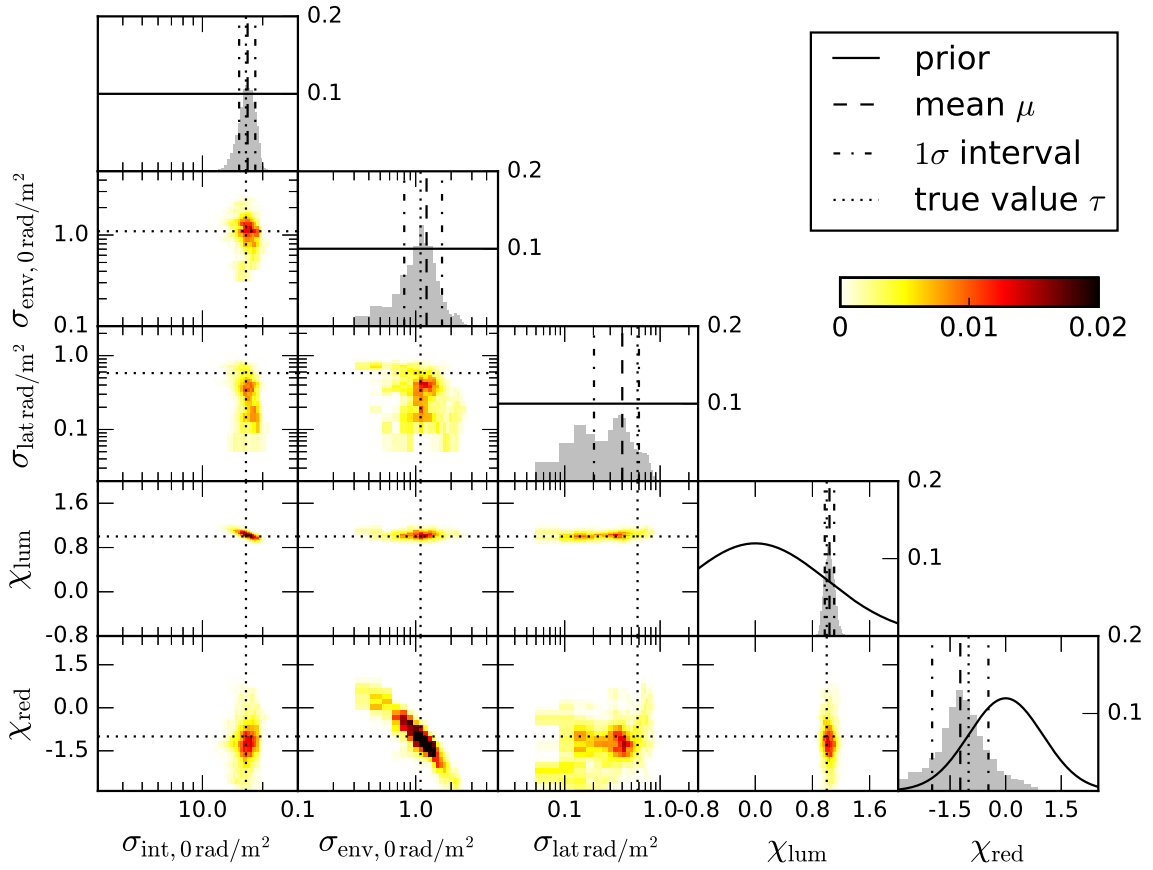 0.2
0.1
prior
mean μ
1σ interval
true value τ
0 0.01 0.02
σenv, 0 rad/m²
1.0
0.1
0.2
0.1
σlat rad/m²
1.0
0.1
0.2
0.1
χlum
1.6
0.8
0.0
-0.8
0.2
0.1
χred
1.5
0.0
-1.5
0.2
0.1
10.0 0.1 1.0 0.1 1.0 -0.8 0.0 0.8 1.6 -1.5 0.0 1.5
σint, 0 rad/m² σenv, 0 rad/m² σlat rad/m² χlum χred